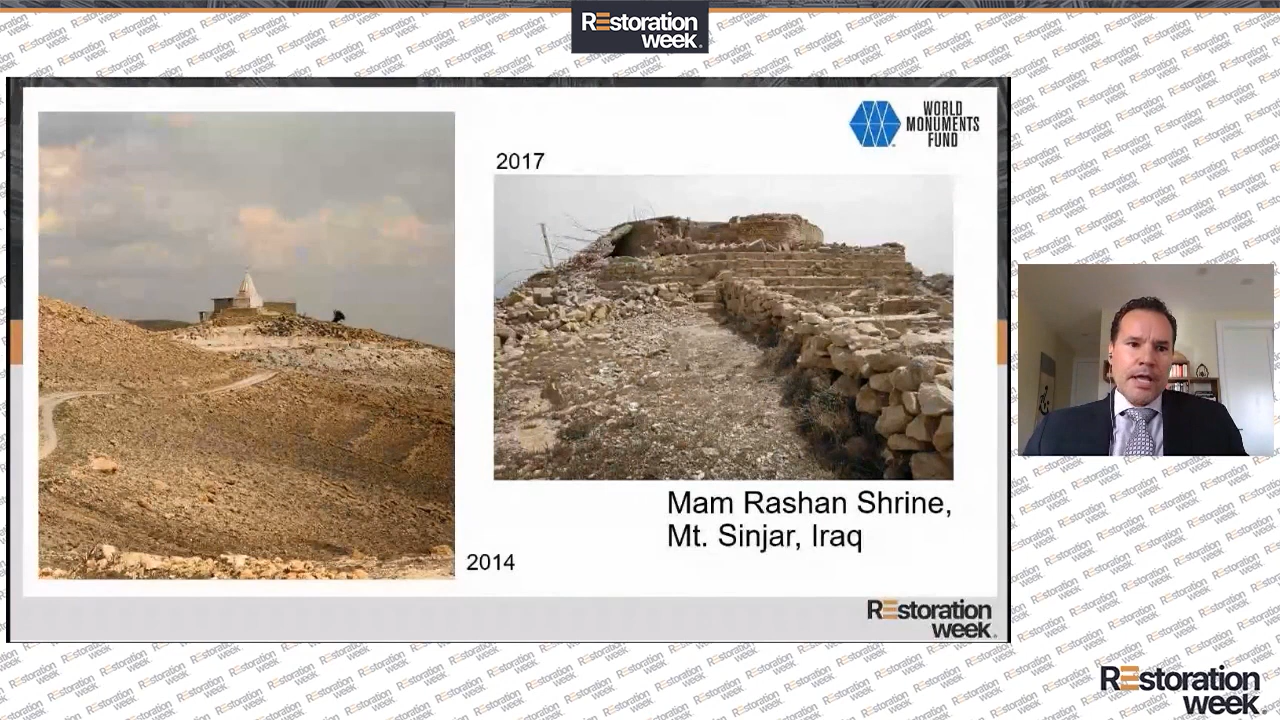 REstoration
week.
WORLD
MONUMENTS
FUND
2017
Mam Rashan Shrine,
Mt. Sinjar, Iraq
2014
REstoration
week.
REstoration
week.